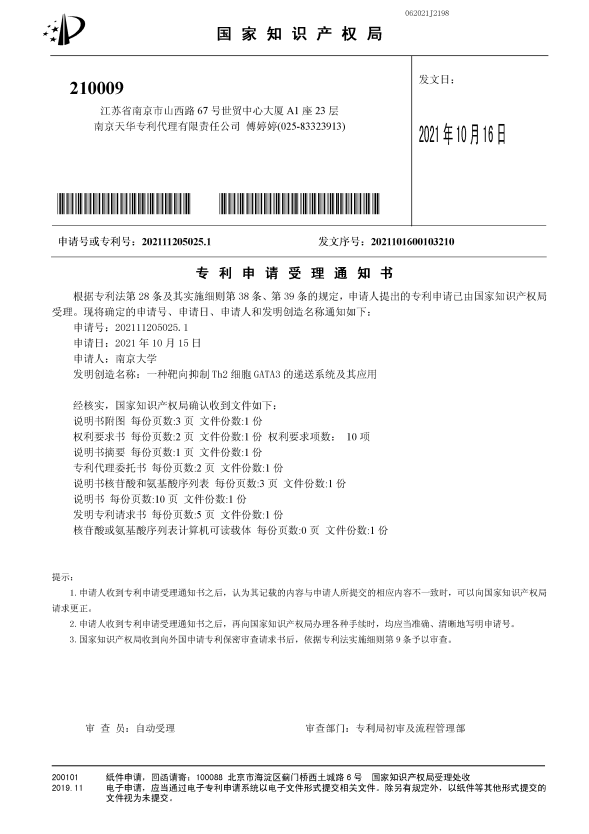 062021J2198
国家知识产权局
210009
发文日：
江苏省南京市山西路 67 号世贸中心大厦 A1 座 23 层
南京天华专利代理有限责任公司 傅婷婷(025-83323913)
2021 年 10 月 16 日
申请号或专利号：202111205025.1
发文序号：2021101600103210
专利申请受理通知书
根据专利法第 28 条及其实施细则第 38 条、第 39 条的规定，申请人提出的专利申请已由国家知识产权局
受理。现将确定的申请号、申请日、申请人和发明创造名称通知如下：
申请号：202111205025.1
申请日：2021 年 10 月 15 日
申请人：南京大学
发明创造名称：一种靶向抑制 Th2 细胞 GATA3 的递送系统及其应用
经核实，国家知识产权局确认收到文件如下：
说明书附图 每份页数:3 页 文件份数:1 份
权利要求书 每份页数:2 页 文件份数:1 份 权利要求项数： 10 项
说明书摘要 每份页数:1 页 文件份数:1 份
专利代理委托书 每份页数:2 页 文件份数:1 份
说明书核苷酸和氨基酸序列表 每份页数:3 页 文件份数:1 份
说明书 每份页数:10 页 文件份数:1 份
发明专利请求书 每份页数:5 页 文件份数:1 份
核苷酸或氨基酸序列表计算机可读载体 每份页数:0 页 文件份数:1 份
提示：
1.申请人收到专利申请受理通知书之后，认为其记载的内容与申请人所提交的相应内容不一致时，可以向国家知识产权局
请求更正。
2.申请人收到专利申请受理通知书之后，再向国家知识产权局办理各种手续时，均应当准确、清晰地写明申请号。
3.国家知识产权局收到向外国申请专利保密审查请求书后，依据专利法实施细则第 9 条予以审查。
审 查 员：自动受理
审查部门：专利局初审及流程管理部
200101 纸件申请，回函请寄：100088 北京市海淀区蓟门桥西土城路 6 号 国家知识产权局受理处收
2019.11 电子申请，应当通过电子专利申请系统以电子文件形式提交相关文件。除另有规定外，以纸件等其他形式提交的
文件视为未提交。